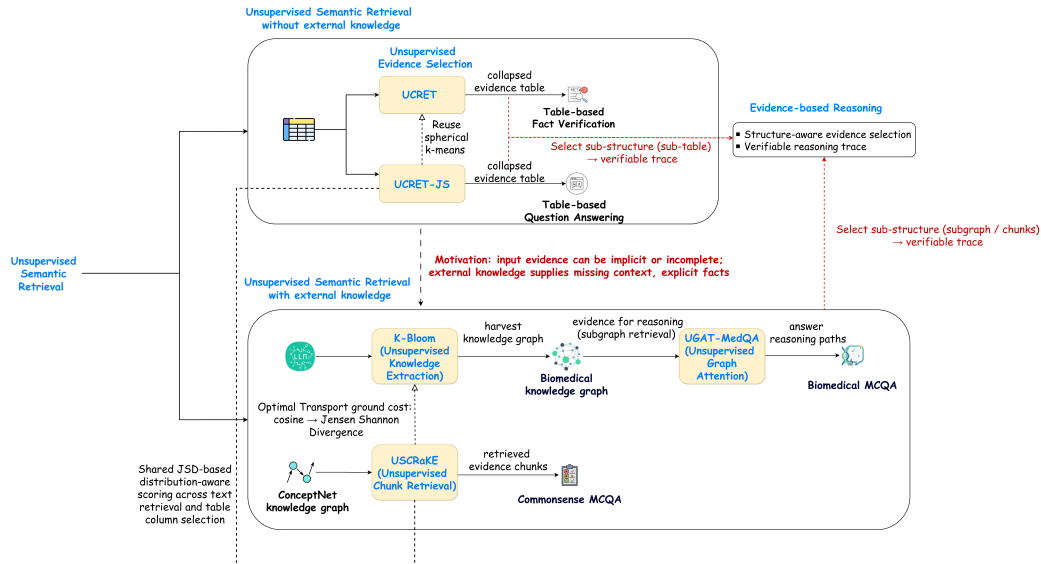 Unsupervised Semantic Retrieval
without external knowledge
Unsupervised
Evidence Selection
UCRET
collapsed
evidence table
Table-based
Fact Verification
Reuse
spherical
k-means
UCRET-JS
collapsed
evidence table
Table-based
Question Answering
Select sub-structure (sub-table)
→ verifiable trace
Evidence-based Reasoning
▪ Structure-aware evidence selection
▪ Verifiable reasoning trace
Select sub-structure (subgraph / chunks)
→ verifiable trace
Unsupervised
Semantic
Retrieval
Motivation: input evidence can be implicit or incomplete;
external knowledge supplies missing context, explicit facts
Unsupervised Semantic Retrieval
with external knowledge
LLM
K-Bloom
(Unsupervised
Knowledge
Extraction)
harvest
knowledge graph
Biomedical
knowledge graph
evidence for reasoning
(subgraph retrieval)
UGAT-MedQA
(Unsupervised
Graph
Attention)
answer
reasoning paths
Biomedical MCQA
Optimal Transport ground cost:
cosine → Jensen Shannon
Divergence
ConceptNet
knowledge graph
USCRaKE
(Unsupervised
Chunk Retrieval)
retrieved
evidence chunks
Commonsense MCQA
Shared JSD-based
distribution-aware
scoring across text
retrieval and table
column selection